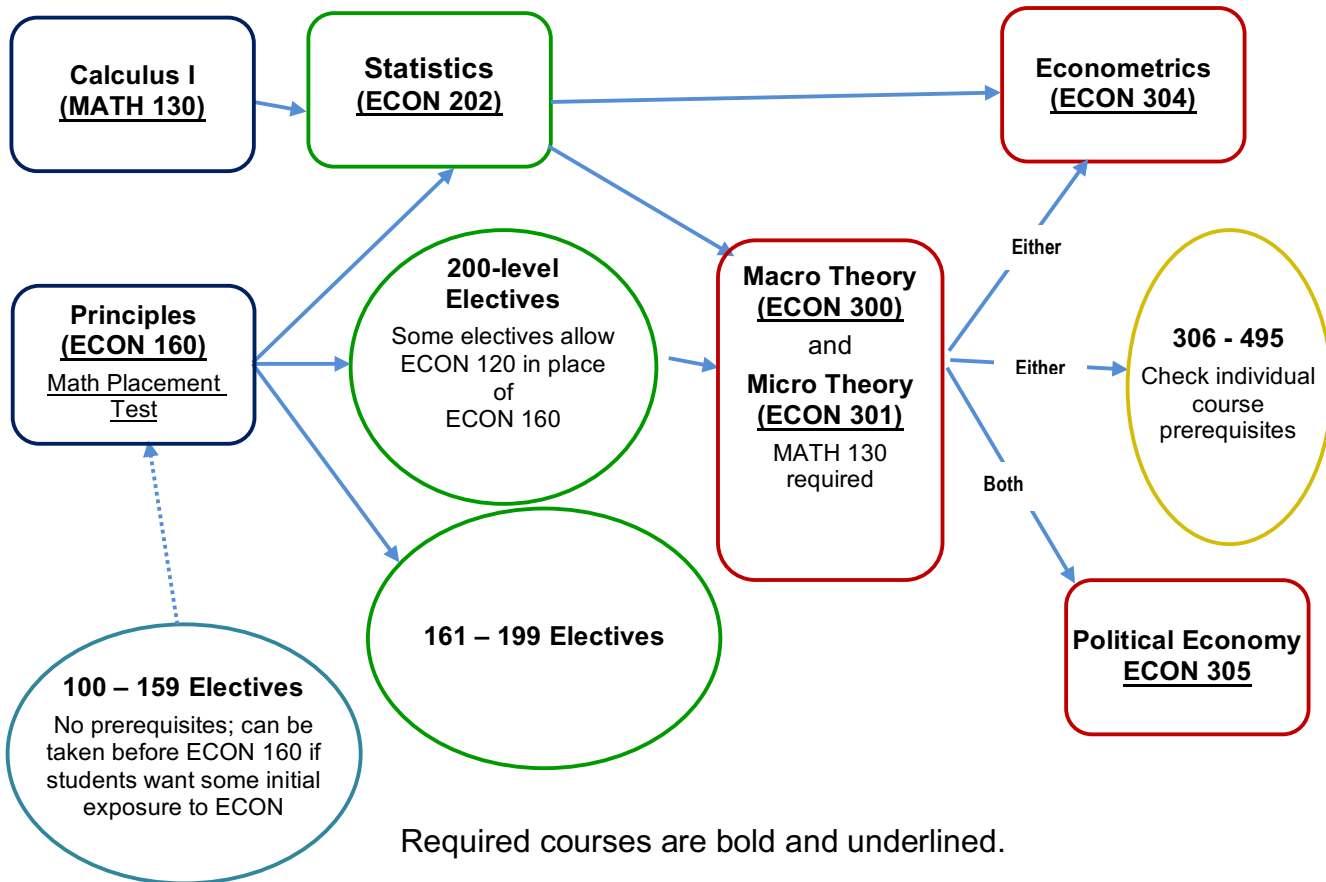 Calculus I
(MATH 130)
Statistics
(ECON 202)
Econometrics
(ECON 304)
Principles
(ECON 160)
Math Placement
Test
200-level
Electives
Some electives allow
ECON 120 in place
of
ECON 160
Macro Theory
(ECON 300)
and
Micro Theory
(ECON 301)
MATH 130
required
Either
Either
Both
306 - 495
Check individual
course
prerequisites
161 – 199 Electives
Political Economy
ECON 305
100 – 159 Electives
No prerequisites; can be
taken before ECON 160 if
students want some initial
exposure to ECON
Required courses are bold and underlined.